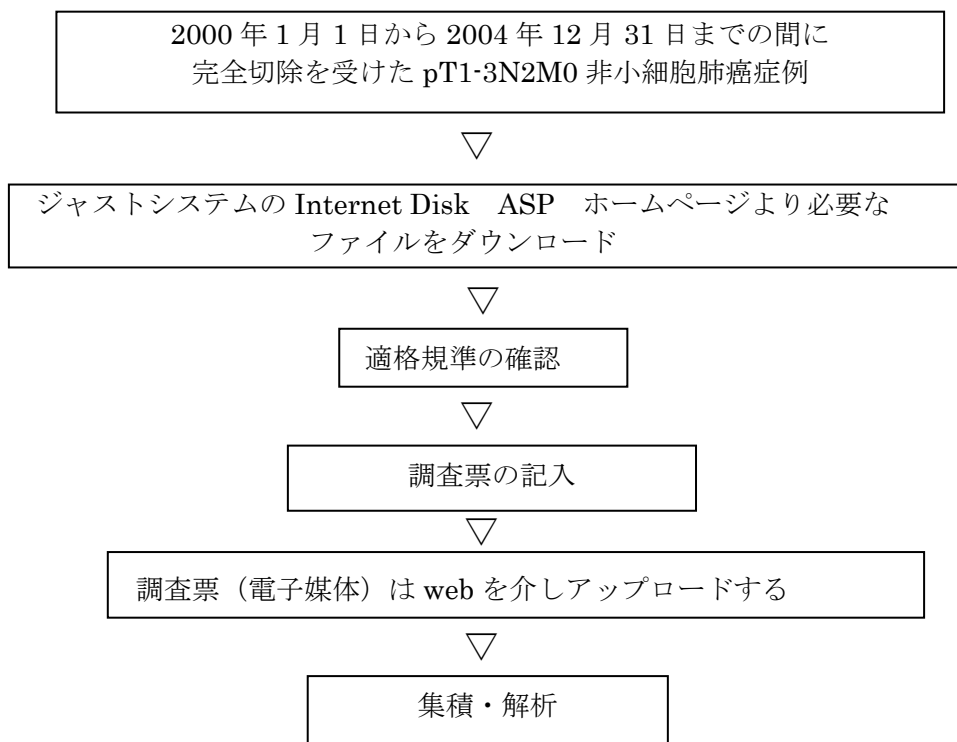 2000 年 1 月 1 日から 2004 年 12 月 31 日までの間に
完全切除を受けた pT1-3N2M0 非小細胞肺癌症例
▽
ジャストシステムの Internet Disk　ASP　ホームページより必要な
ファイルをダウンロード
▽
適格規準の確認
▽
調査票の記入
▽
調査票（電子媒体）は web を介しアップロードする
▽
集積・解析